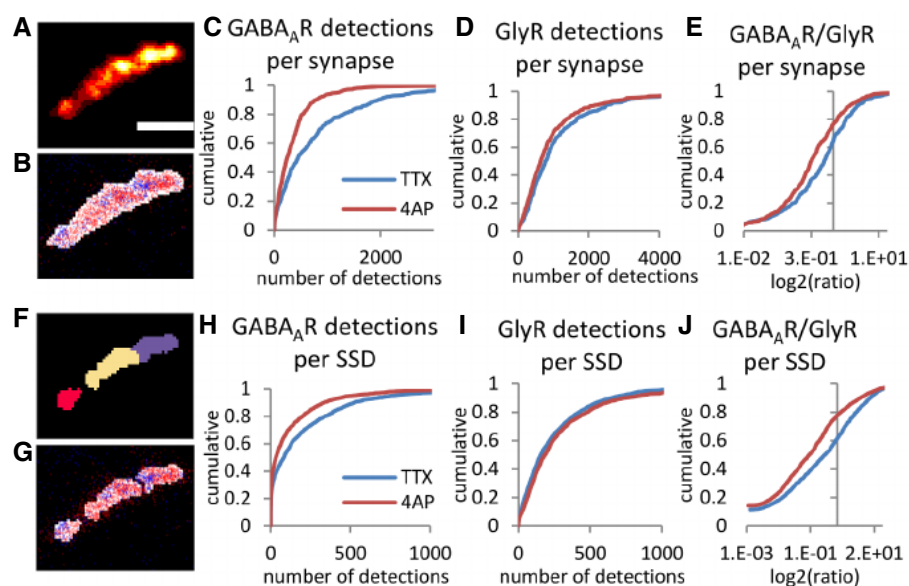 A
B
C
GABA_AR detections
per synapse
cumulative
1
0.8
0.6
0.4
0.2
0
TTX
4AP
0
2000
number of detections
D
GlyR detections
per synapse
cumulative
1
0.8
0.6
0.4
0.2
0
0
2000
4000
number of detections
E
GABA_AR/GlyR
per synapse
cumulative
1
0.8
0.6
0.4
0.2
0
1.E-02
3.E-01
1.E+01
log2(ratio)
F
G
H
GABA_AR detections
per SSD
cumulative
1
0.8
0.6
0.4
0.2
0
TTX
4AP
0
500
1000
number of detections
I
GlyR detections
per SSD
cumulative
1
0.8
0.6
0.4
0.2
0
0
500
1000
number of detections
J
GABA_AR/GlyR
per SSD
cumulative
1
0.8
0.6
0.4
0.2
0
1.E-03
1.E-01
2.E+01
log2(ratio)